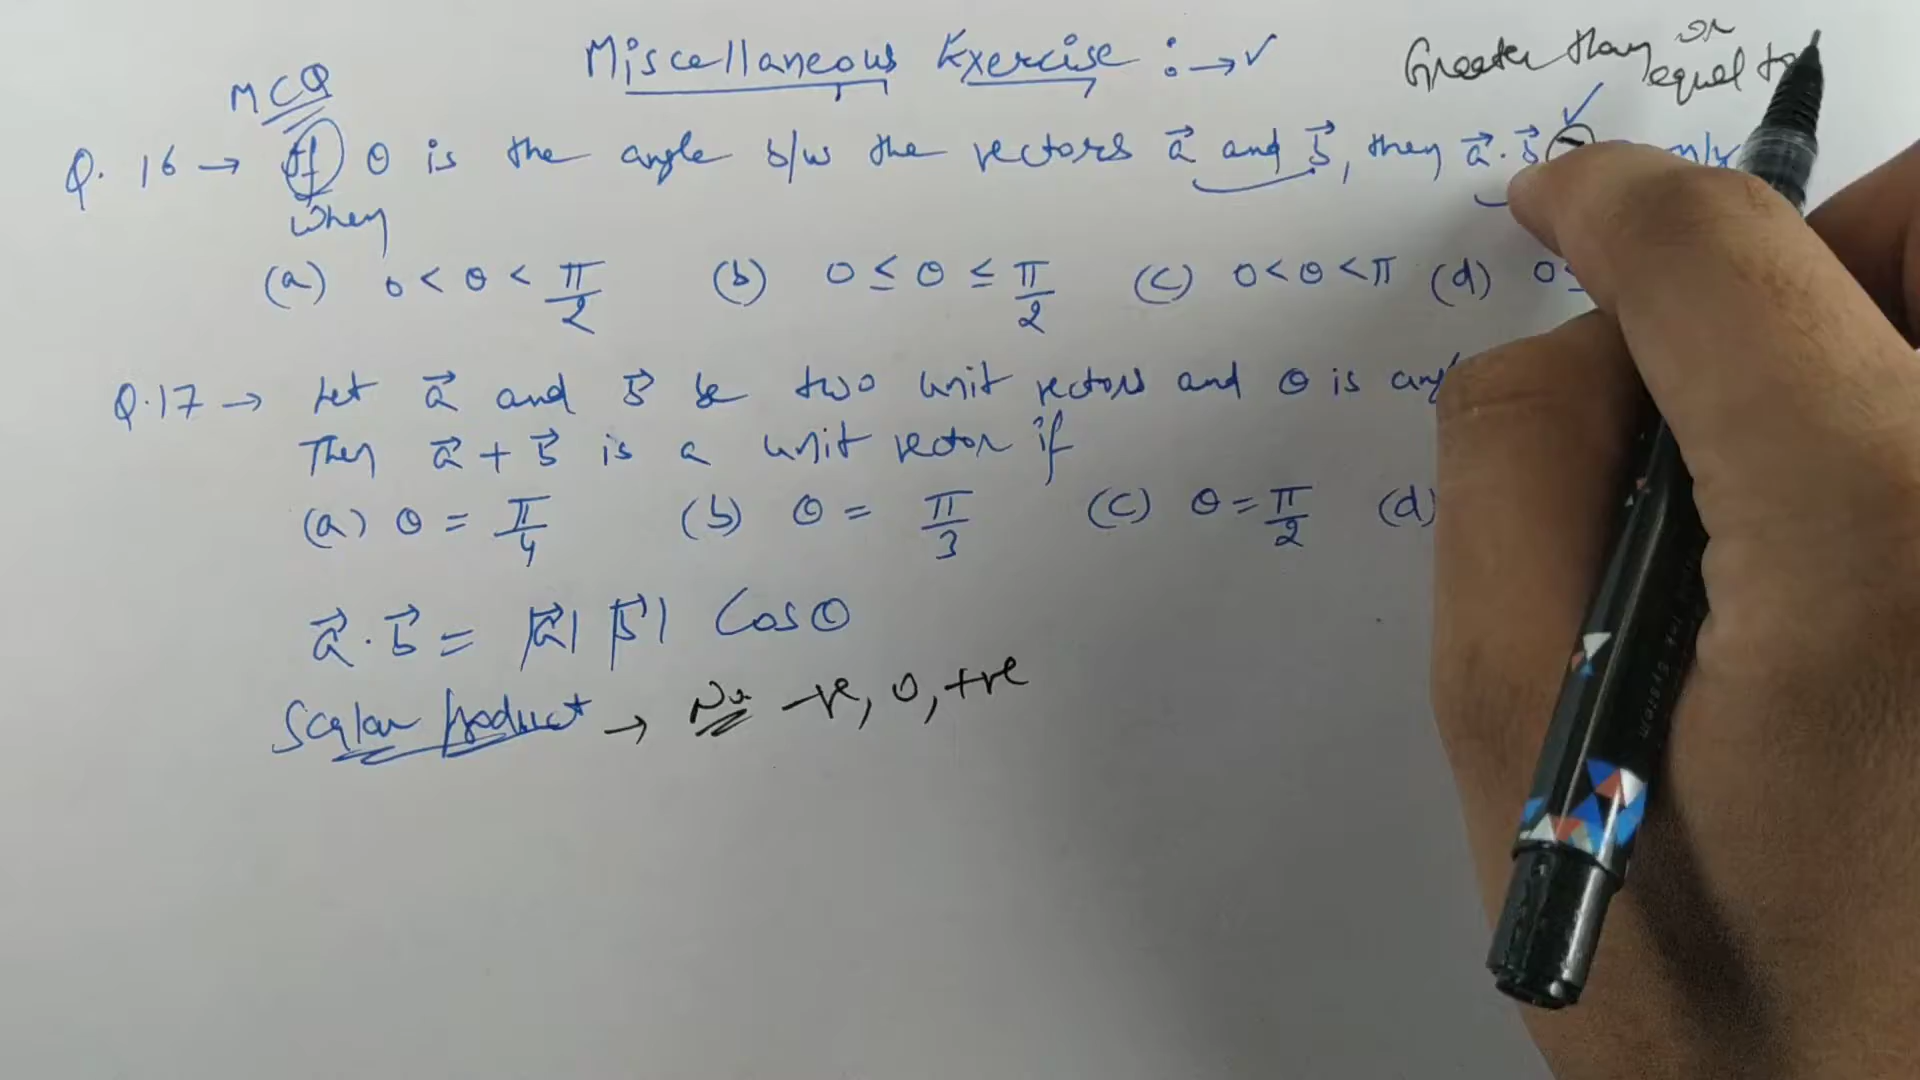 Miscellaneous Exercise : → ✓
Greater than or equal to
MCQ
Q. 16 → If θ is the angle b/w the vectors a⃗ and b⃗, then a⃗ . b⃗ only
when
(a) 0 < θ < π/2 (b) 0 ≤ θ ≤ π/2 (c) 0 < θ < π (d) 0 ≤
Q.17 → Let a⃗ and b⃗ be two unit vectors and θ is
Then a⃗ + b⃗ is a unit vector if
(a) θ = π/4 (b) θ = π/3 (c) θ = π/2 (d)
a⃗ . b⃗ = |a⃗| |b⃗| Cos θ
Scalar product → No -ve, 0, +ve